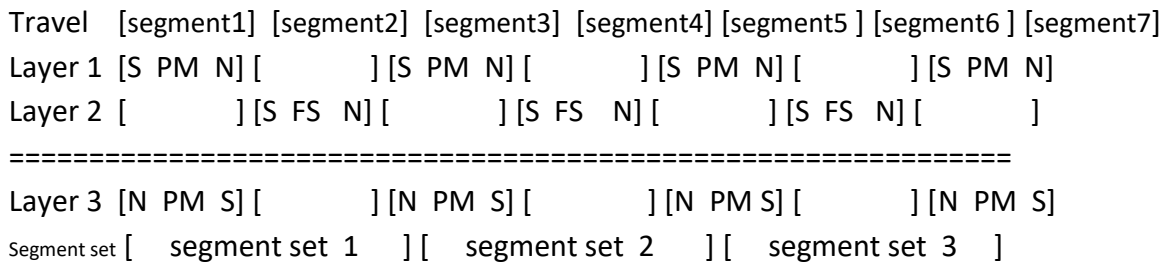 Travel [segment1] [segment2] [segment3] [segment4] [segment5 ] [segment6 ] [segment7]
Layer 1 [S PM N] [ ] [S PM N] [ ] [S PM N] [ ] [S PM N]
Layer 2 [ ] [S FS N] [ ] [S FS N] [ ] [S FS N] [ ]
===============================================================
Layer 3 [N PM S] [ ] [N PM S] [ ] [N PM S] [ ] [N PM S]
Segment set [ segment set 1 ] [ segment set 2 ] [ segment set 3 ]